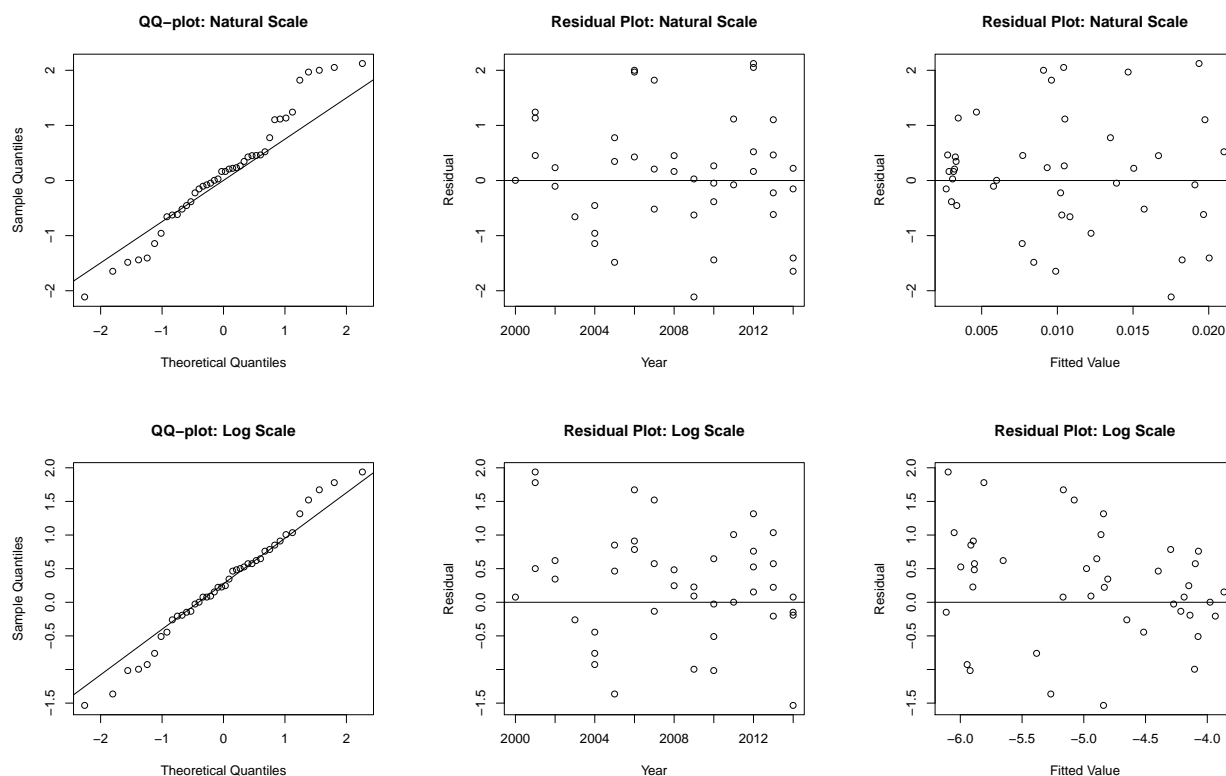 QQ−plot: Natural Scale
Sample Quantiles
2
1
0
−1
−2
−2 −1 0 1 2
Theoretical Quantiles
Residual Plot: Natural Scale
Residual
2
1
0
−1
−2
2000 2004 2008 2012
Year
Residual Plot: Natural Scale
Residual
2
1
0
−1
−2
0.005 0.010 0.015 0.020
Fitted Value
QQ−plot: Log Scale
Sample Quantiles
2.0
1.5
1.0
0.5
0.0
−0.5
−1.5
−2 −1 0 1 2
Theoretical Quantiles
Residual Plot: Log Scale
Residual
2.0
1.5
1.0
0.5
0.0
−0.5
−1.5
2000 2004 2008 2012
Year
Residual Plot: Log Scale
Residual
2.0
1.5
1.0
0.5
0.0
−0.5
−1.5
−6.0 −5.5 −5.0 −4.5 −4.0
Fitted Value